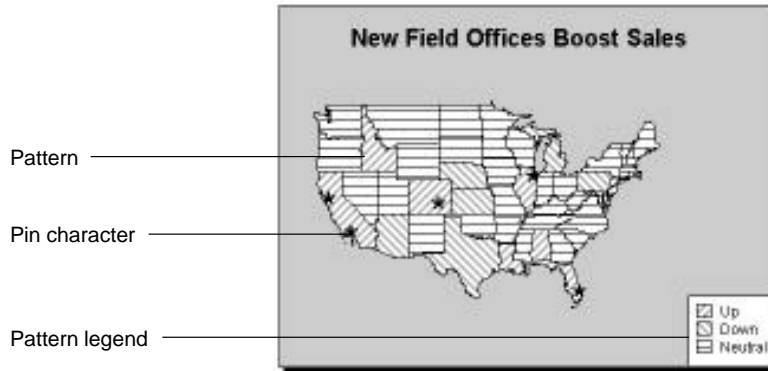 New Field Offices Boost Sales
Pattern
Pin character
Pattern legend
Up
Down
Neutral